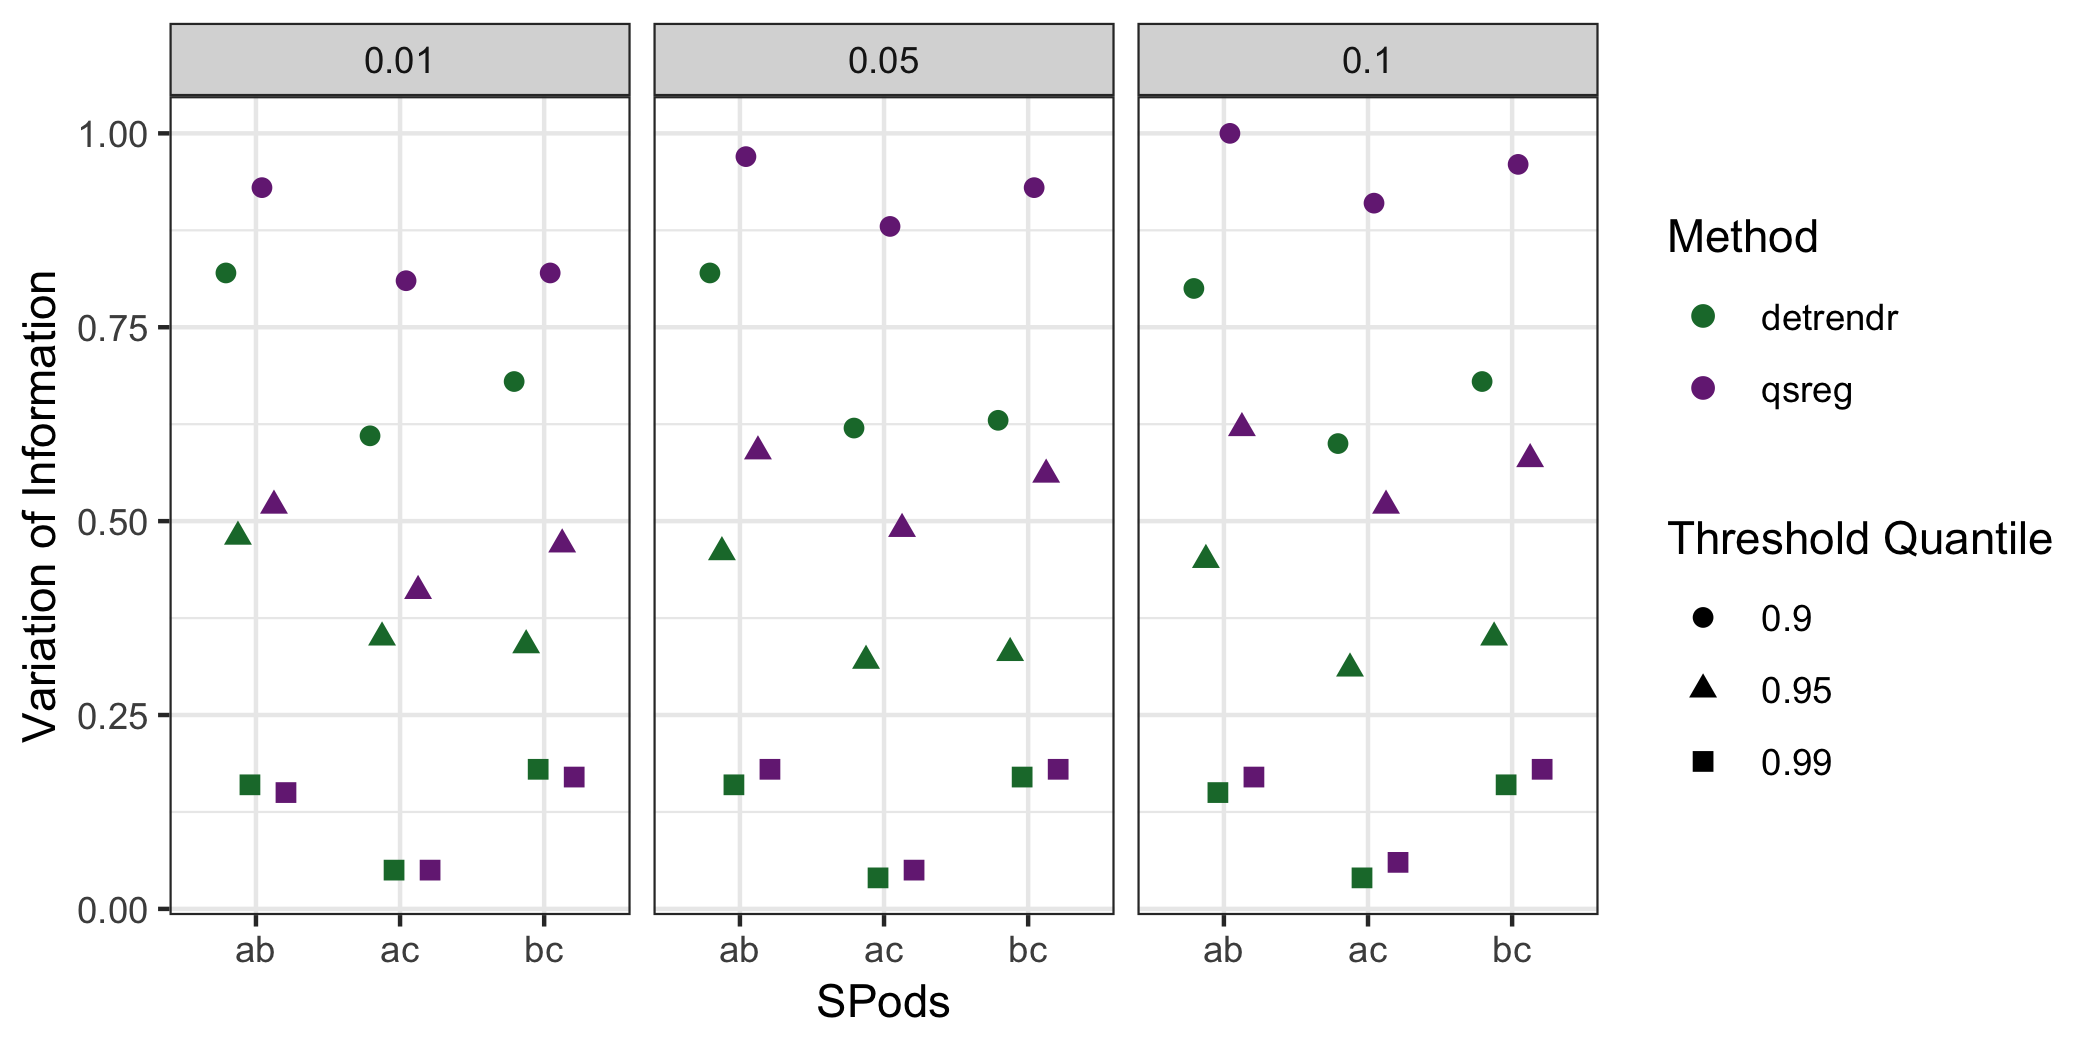 0.01 0.05 0.1
1.00
0.75
0.50
0.25
0.00
Variation of Information
ab ac bc ab ac bc ab ac bc
SPods
Method
detrendr
qsreg
Threshold Quantile
0.9
0.95
0.99